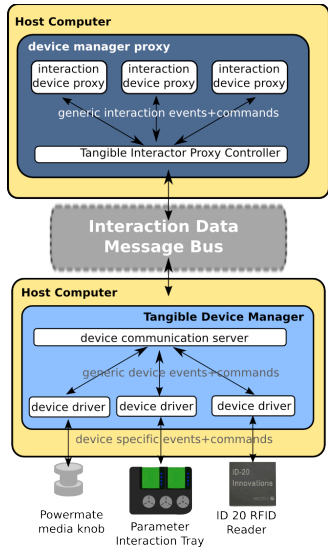 Host Computer
device manager proxy
interaction device proxy
interaction device proxy
interaction device proxy
generic interaction events+commands
Tangible Interactor Proxy Controller
Interaction Data
Message Bus
Host Computer
Tangible Device Manager
device communication server
generic device events+commands
device driver
device driver
device driver
device specific events+commands
ID-20
Innovations
Powermate
media knob
Parameter
Interaction Tray
ID 20 RFID
Reader